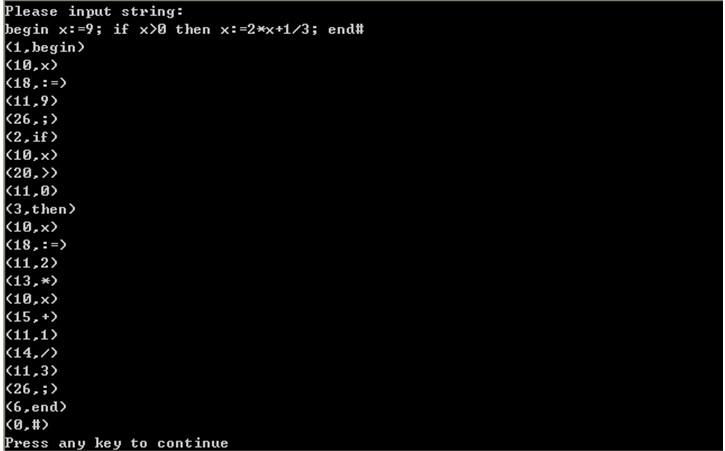 Please input string:
begin x:=9; if x>0 then x:=2*x+1/3; end#
(1,begin)
(10,x)
(18,:=)
(11,9)
(26,;)
(2,if)
(10,x)
(20,>)
(11,0)
(3,then)
(10,x)
(18,:=)
(11,2)
(13,*)
(10,x)
(15,+)
(11,1)
(14,/)
(11,3)
(26,;)
(6,end)
(0,#)
Press any key to continue